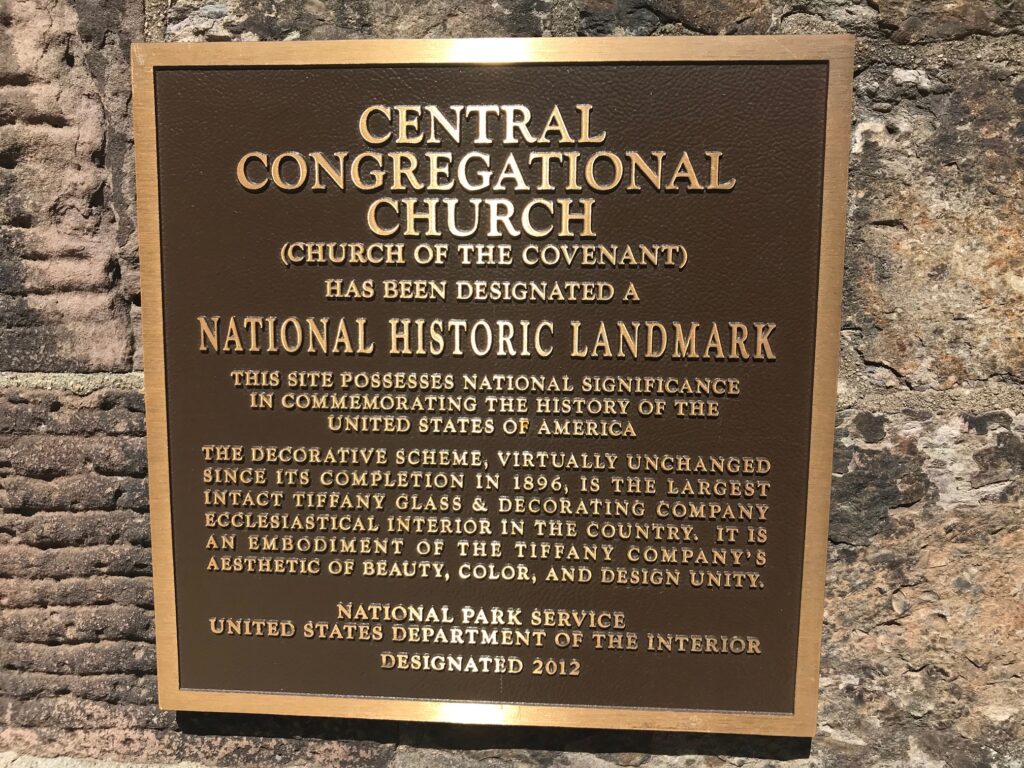 CENTRAL
CONGREGATIONAL
CHURCH
(CHURCH OF THE COVENANT)
HAS BEEN DESIGNATED A
NATIONAL HISTORIC LANDMARK
THIS SITE POSSESSES NATIONAL SIGNIFICANCE
IN COMMEMORATING THE HISTORY OF THE
UNITED STATES OF AMERICA
THE DECORATIVE SCHEME, VIRTUALLY UNCHANGED
SINCE ITS COMPLETION IN 1896, IS THE LARGEST
INTACT TIFFANY GLASS & DECORATING COMPANY
ECCLESIASTICAL INTERIOR IN THE COUNTRY. IT IS
AN EMBODIMENT OF THE TIFFANY COMPANY'S
AESTHETIC OF BEAUTY, COLOR, AND DESIGN UNITY.
NATIONAL PARK SERVICE
UNITED STATES DEPARTMENT OF THE INTERIOR
DESIGNATED 2012